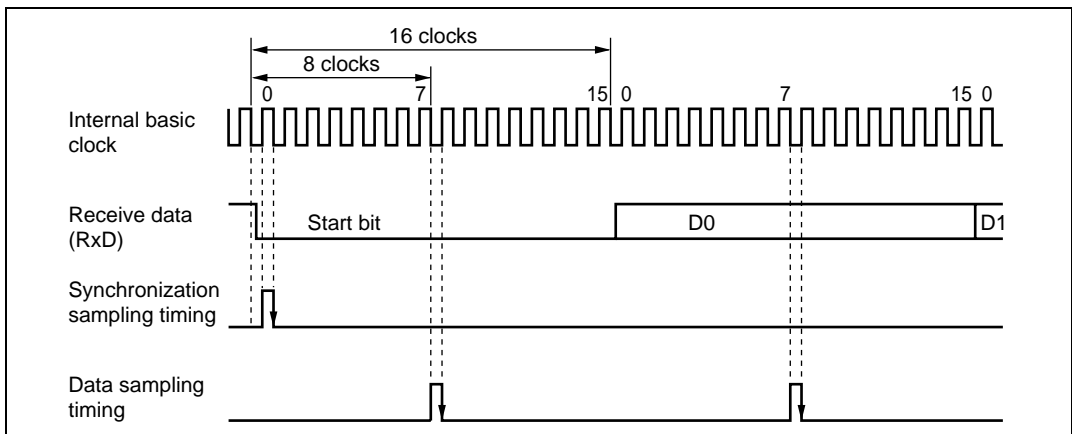 16 clocks
8 clocks
0 7 15 0 7 15 0
Internal basic
clock
Receive data
(RxD)
Start bit D0 D1
Synchronization
sampling timing
Data sampling
timing